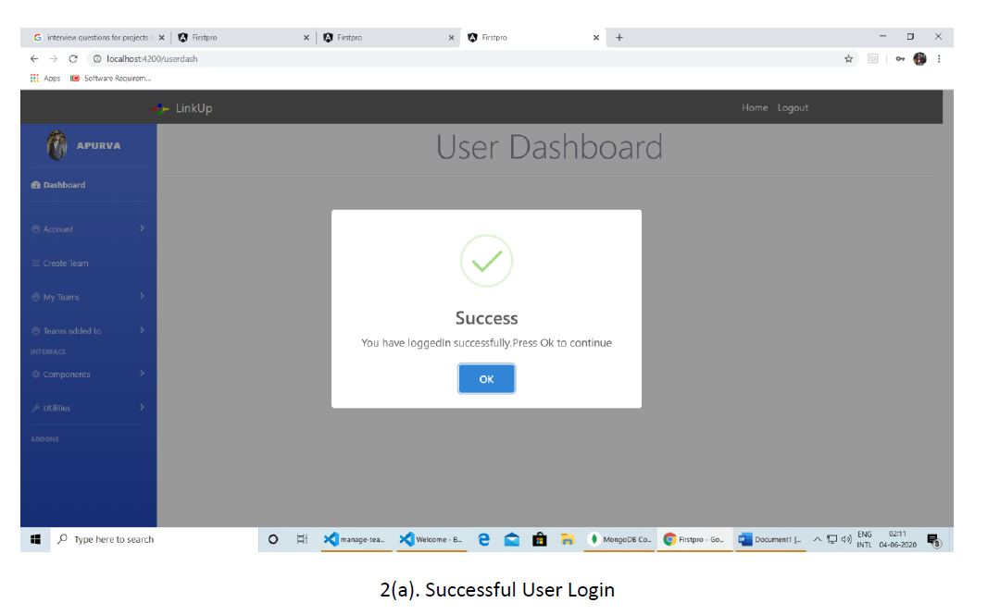 interview questions for projects
Firstpro
Firstpro
Firstpro
localhost:4200/userdash
Apps
Software Requirem...
LinkUp
Home
Logout
APURVA
User Dashboard
Dashboard
Account
Create Team
My Teams
Teams added to
INTERFACE
Components
Utilities
ADDONS
Success
You have loggedIn successfully.Press Ok to continue
OK
Type here to search
manage-tea...
Welcome - B...
MongoDB Co...
Firstpro - Go...
Document1 [...
ENG
INTL
02:11
04-06-2020
2(a). Successful User Login